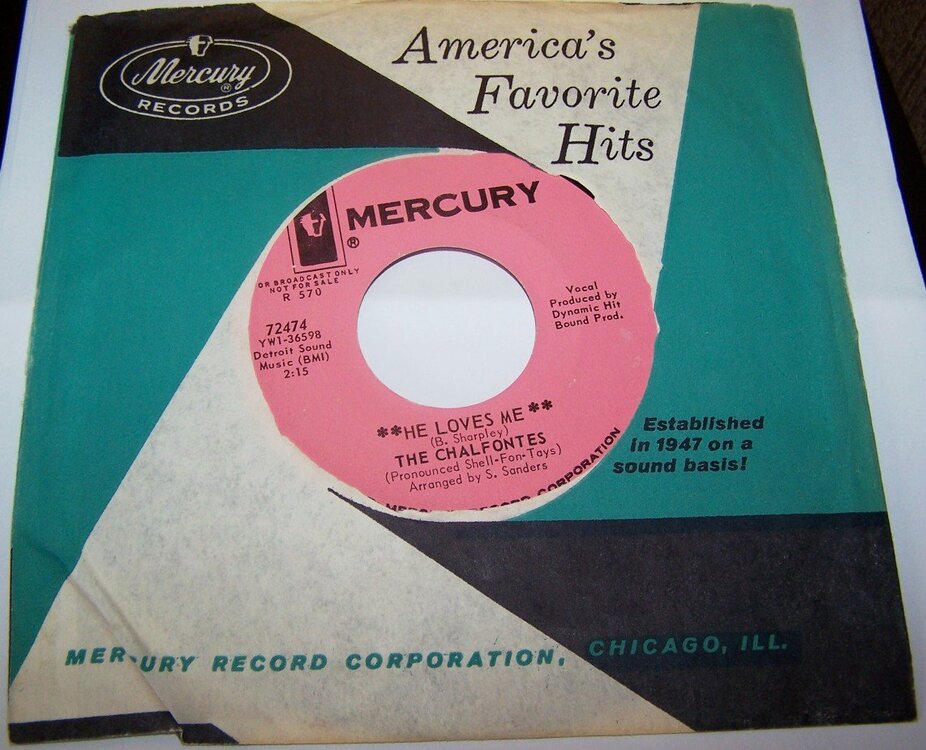 Mercury ®
RECORDS
America's
Favorite
Hits
MERCURY
®
OR BROADCAST ONLY
NOT FOR SALE
R 570
72474
YW1-36598
Detroit Sound
Music (BMI)
2:15
Vocal
Produced by
Dynamic Hit
Bound Prod.
**HE LOVES ME**
(B. Sharpley)
THE CHALFONTES
(Pronounced Shell-Fon-Tays)
Arranged by S. Sanders
RECORD CORPORATION
Established
in 1947 on a
sound basis!
MER URY RECORD CORPORATION, CHICAGO, ILL.